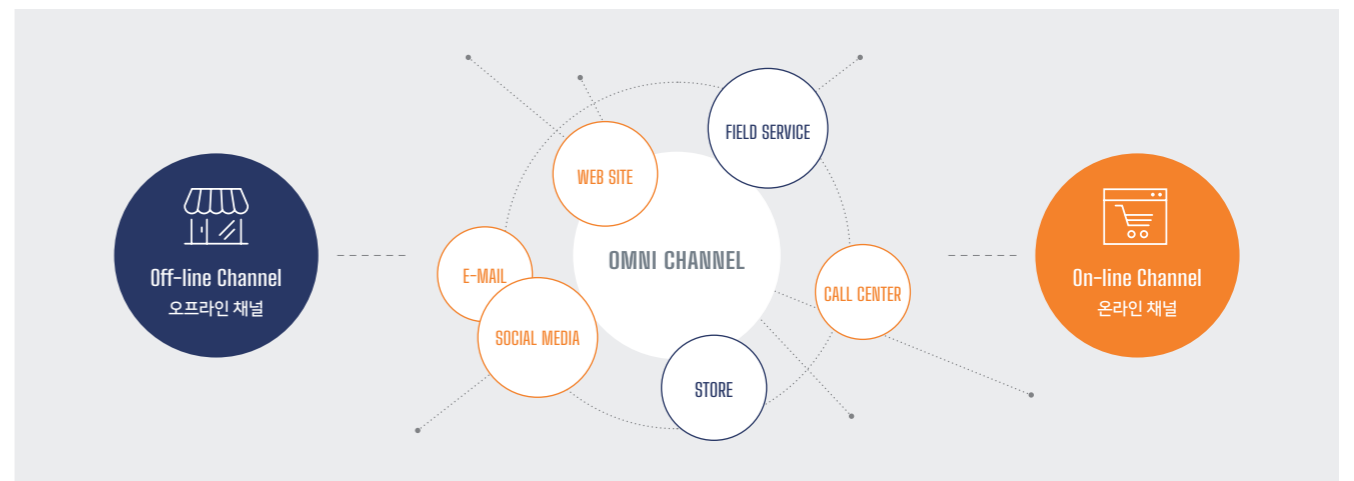 Off-line Channel
오프라인 채널
WEB SITE
FIELD SERVICE
E-MAIL
OMNI CHANNEL
SOCIAL MEDIA
CALL CENTER
STORE
On-line Channel
온라인 채널